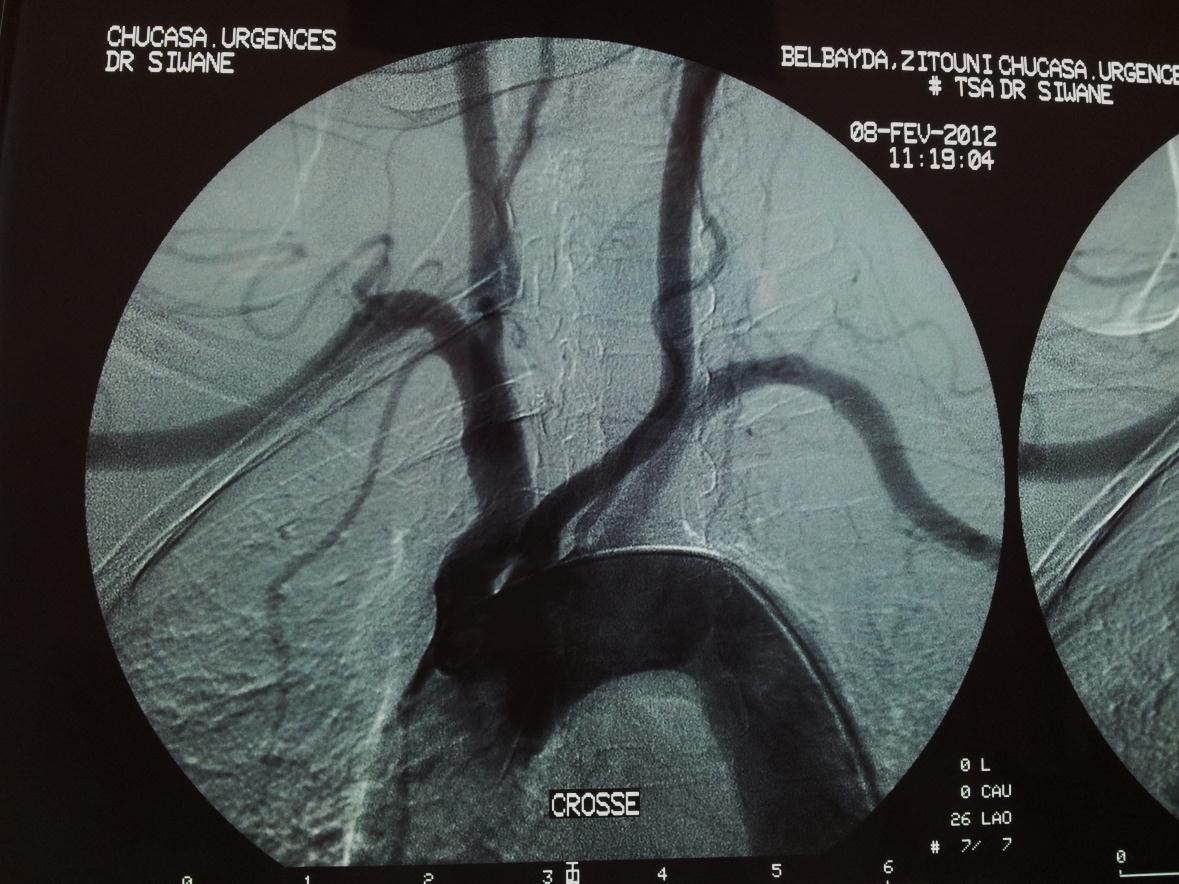 CHUCASA.URGENCES
DR SIWANE
BELBAYDA,ZITOUNI CHUCASA.URGENCE
# TSA DR SIWANE
08-FEV-2012
11:19:04
CROSSE
0 L
0 CAU
26 LAO
# 7/ 7
0 1 2 3 4 5 6
0